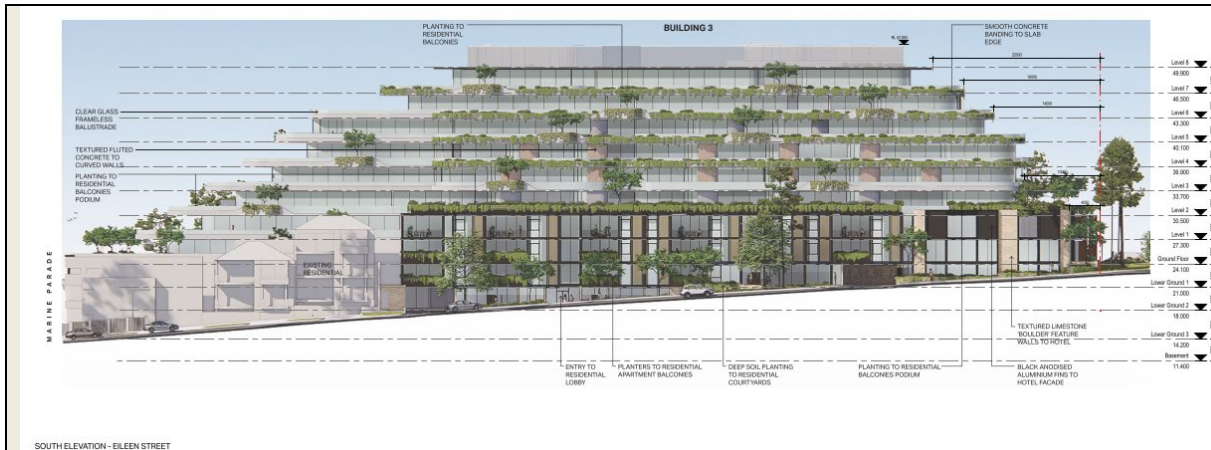 BUILDING 3
PLANTING TO
RESIDENTIAL
BALCONIES
SMOOTH CONCRETE
BANDING TO SLAB
EDGE
CLEAR GLASS
FRAMELESS
BALUSTRADE
TEXTURED FLUTED
CONCRETE TO
CURVED WALLS
PLANTING TO
RESIDENTIAL
BALCONIES
PODIUM
EXISTING
RESIDENTIAL
MARINE PARADE
Level 8
49.900
Level 7
Level 6
43.300
Level 5
40.100
Level 4
Level 3
33.700
Level 2
30.500
Level 1
27.300
Ground Floor
24.100
Lower Ground 1
21.000
Lower Ground 2
18.000
Lower Ground 3
14.200
Basement
11.400
ENTRY TO
RESIDENTIAL
LOBBY
PLANTERS TO RESIDENTIAL
APARTMENT BALCONIES
DEEP SOIL PLANTING
TO RESIDENTIAL
COURTYARDS
PLANTING TO RESIDENTIAL
BALCONIES PODIUM
TEXTURED LIMESTONE
'BOULDER' FEATURE
WALLS TO HOTEL
BLACK ANODISED
ALUMINIUM FINS TO
HOTEL FACADE
SOUTH ELEVATION - EILEEN STREET